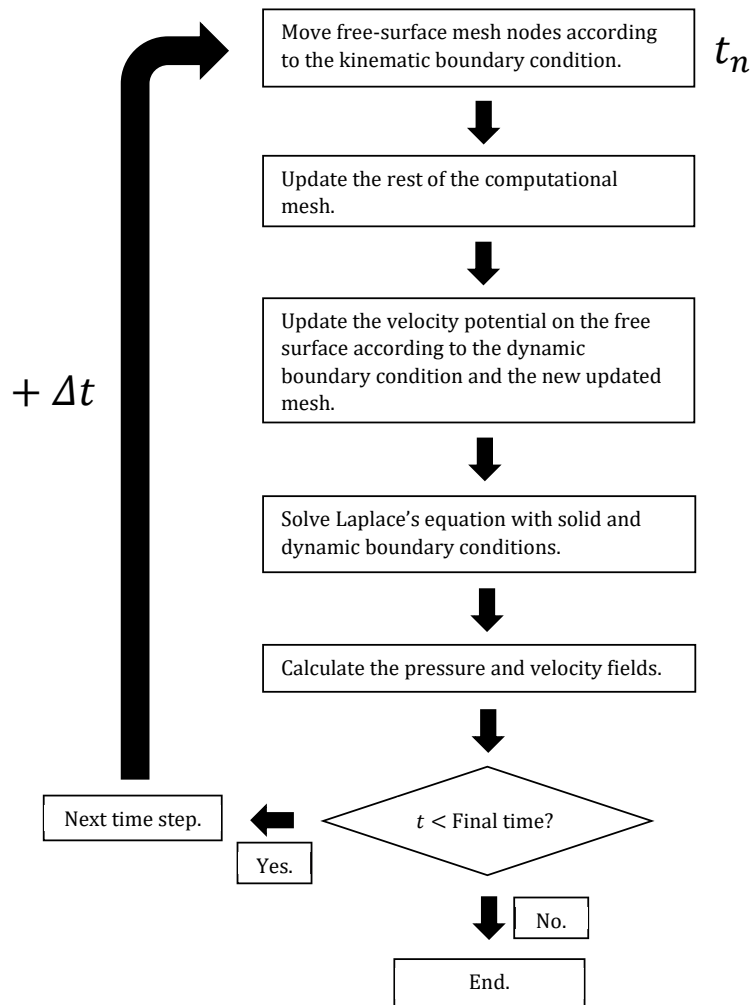 Move free-surface mesh nodes according
to the kinematic boundary condition.
tₙ
Update the rest of the computational
mesh.
Update the velocity potential on the free
surface according to the dynamic
boundary condition and the new updated
mesh.
+ Δt
Solve Laplace’s equation with solid and
dynamic boundary conditions.
Calculate the pressure and velocity fields.
t < Final time?
Next time step.
Yes.
No.
End.